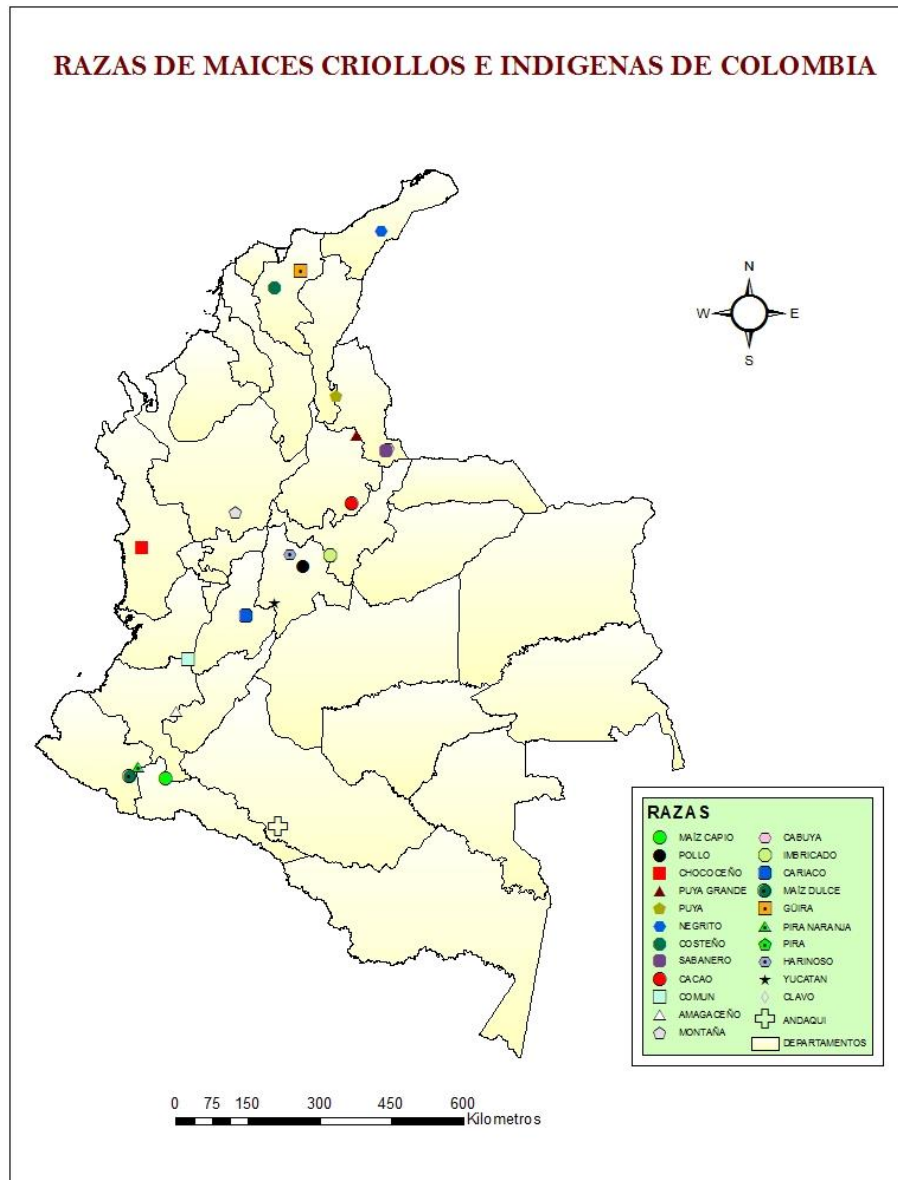 RAZAS DE MAICES CRIOLLOS E INDIGENAS DE COLOMBIA
N
W E
S
RAZAS
MAÍZ CAPIO
POLLO
CHOCOCEÑO
PUYA GRANDE
PUYA
NEGRITO
COSTEÑO
SABANERO
CACAO
COMUN
AMAGACEÑO
MONTAÑA
CABUYA
IMBRICADO
CARIACO
MAÍZ DULCE
GÜIRA
PIRA NARANJA
PIRA
HARINOSO
YUCATAN
CLAVO
ANDAQUI
DEPARTAMENTOS
0 75 150 300 450 600
Kilometros